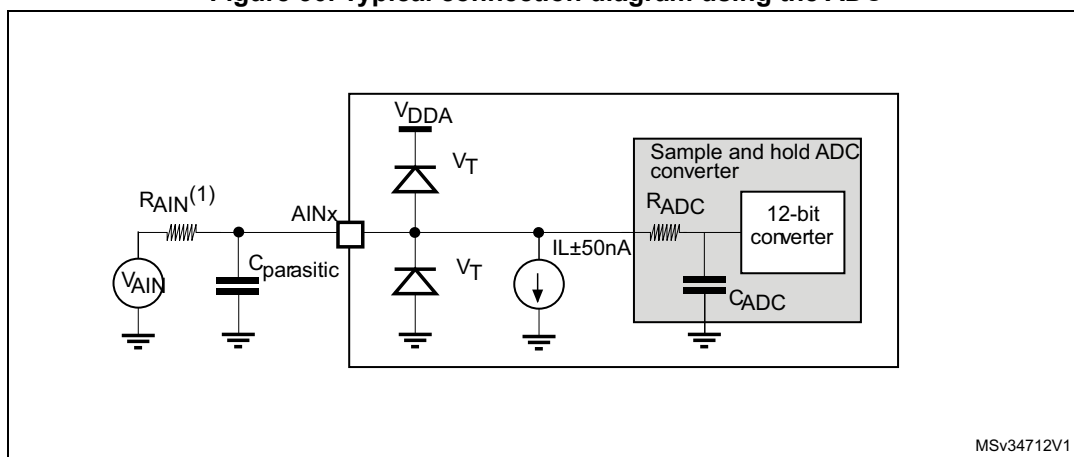 Figure 30. Typical connection diagram using the ADC
VDDA
VT
Sample and hold ADC
converter
RAIN(1)
AINx
RADC
12-bit
converter
IL±50nA
Cparasitic
VT
VAIN
CADC
MSv34712V1